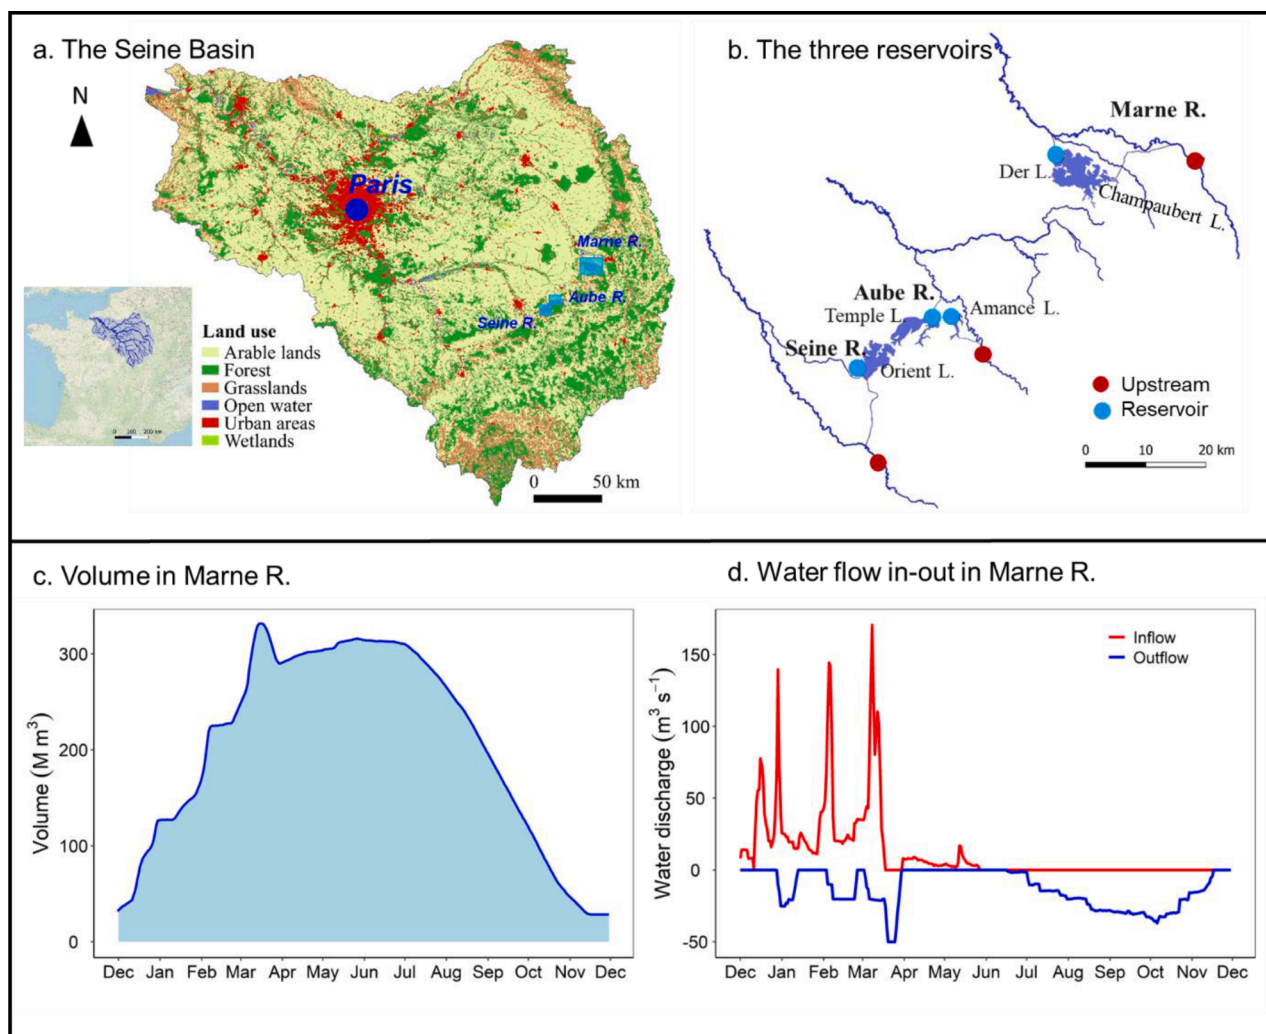 a. The Seine Basin
N
Paris
Marne R.
Aube R.
Seine R.
Land use
Arable lands
Forest
Grasslands
Open water
Urban areas
Wetlands
0 100 200 km
0 50 km
b. The three reservoirs
Marne R.
Der L.
Champaubert L.
Aube R.
Temple L.
Amance L.
Seine R.
Orient L.
Upstream
Reservoir
0 10 20 km
c. Volume in Marne R.
Volume (M m³)
300
200
100
0
Dec Jan Feb Mar Apr May Jun Jul Aug Sep Oct Nov Dec
d. Water flow in-out in Marne R.
Inflow
Outflow
Water discharge (m³ s⁻¹)
150
100
50
0
-50
Dec Jan Feb Mar Apr May Jun Jul Aug Sep Oct Nov Dec